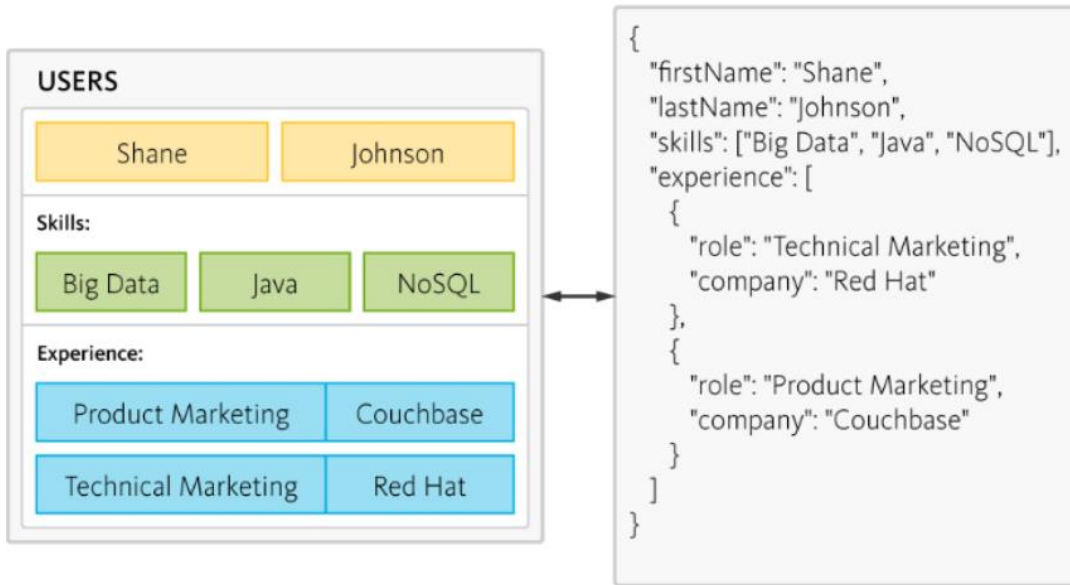 USERS
Shane Johnson
Skills:
Big Data Java NoSQL
Experience:
Product Marketing Couchbase
Technical Marketing Red Hat
{
"firstName": "Shane",
"lastName": "Johnson",
"skills": ["Big Data", "Java", "NoSQL"],
"experience": [
{
"role": "Technical Marketing",
"company": "Red Hat"
},
{
"role": "Product Marketing",
"company": "Couchbase"
}
]
}